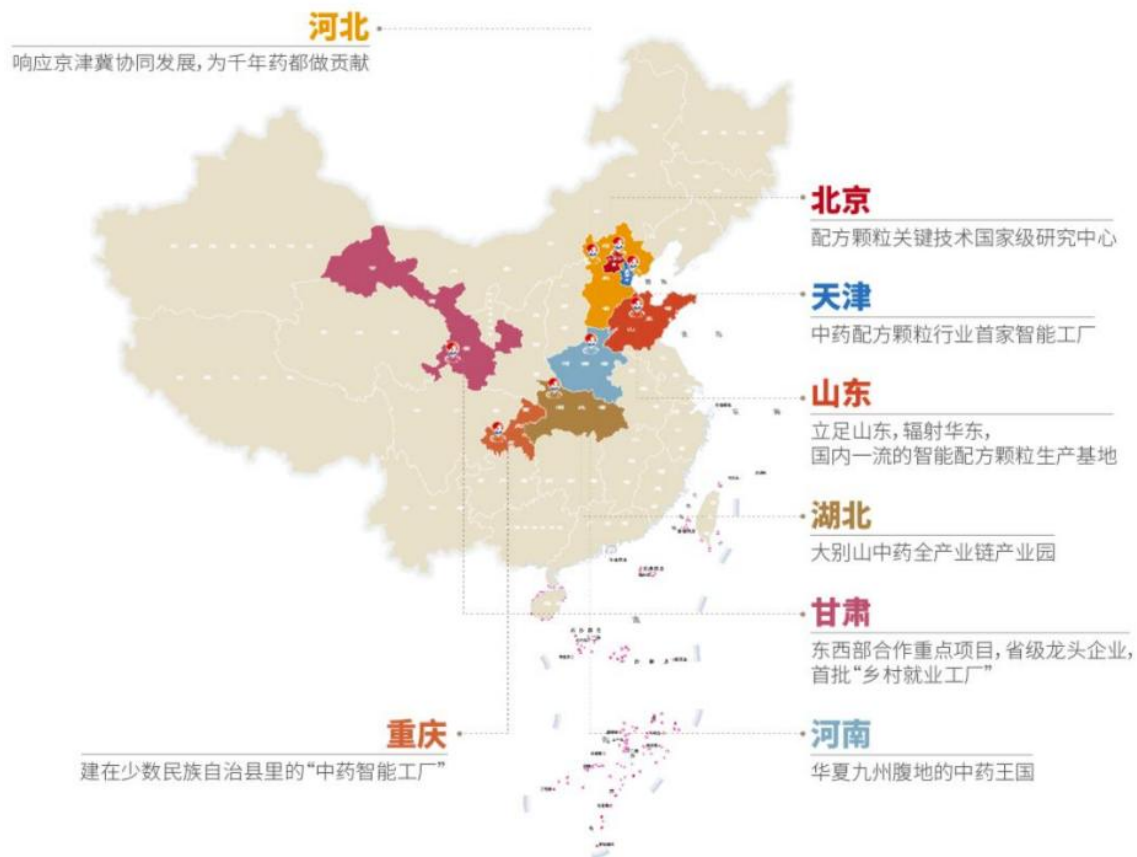 河北
响应京津冀协同发展，为千年药都做贡献
北京
配方颗粒关键技术国家级研究中心
天津
中药配方颗粒行业首家智能工厂
山东
立足山东，辐射华东，
国内一流的智能配方颗粒生产基地
湖北
大别山中药全产业链产业园
甘肃
东西部合作重点项目，省级龙头企业，
首批“乡村就业工厂”
重庆
建在少数民族自治县里的“中药智能工厂”
河南
华夏九州腹地的中药王国